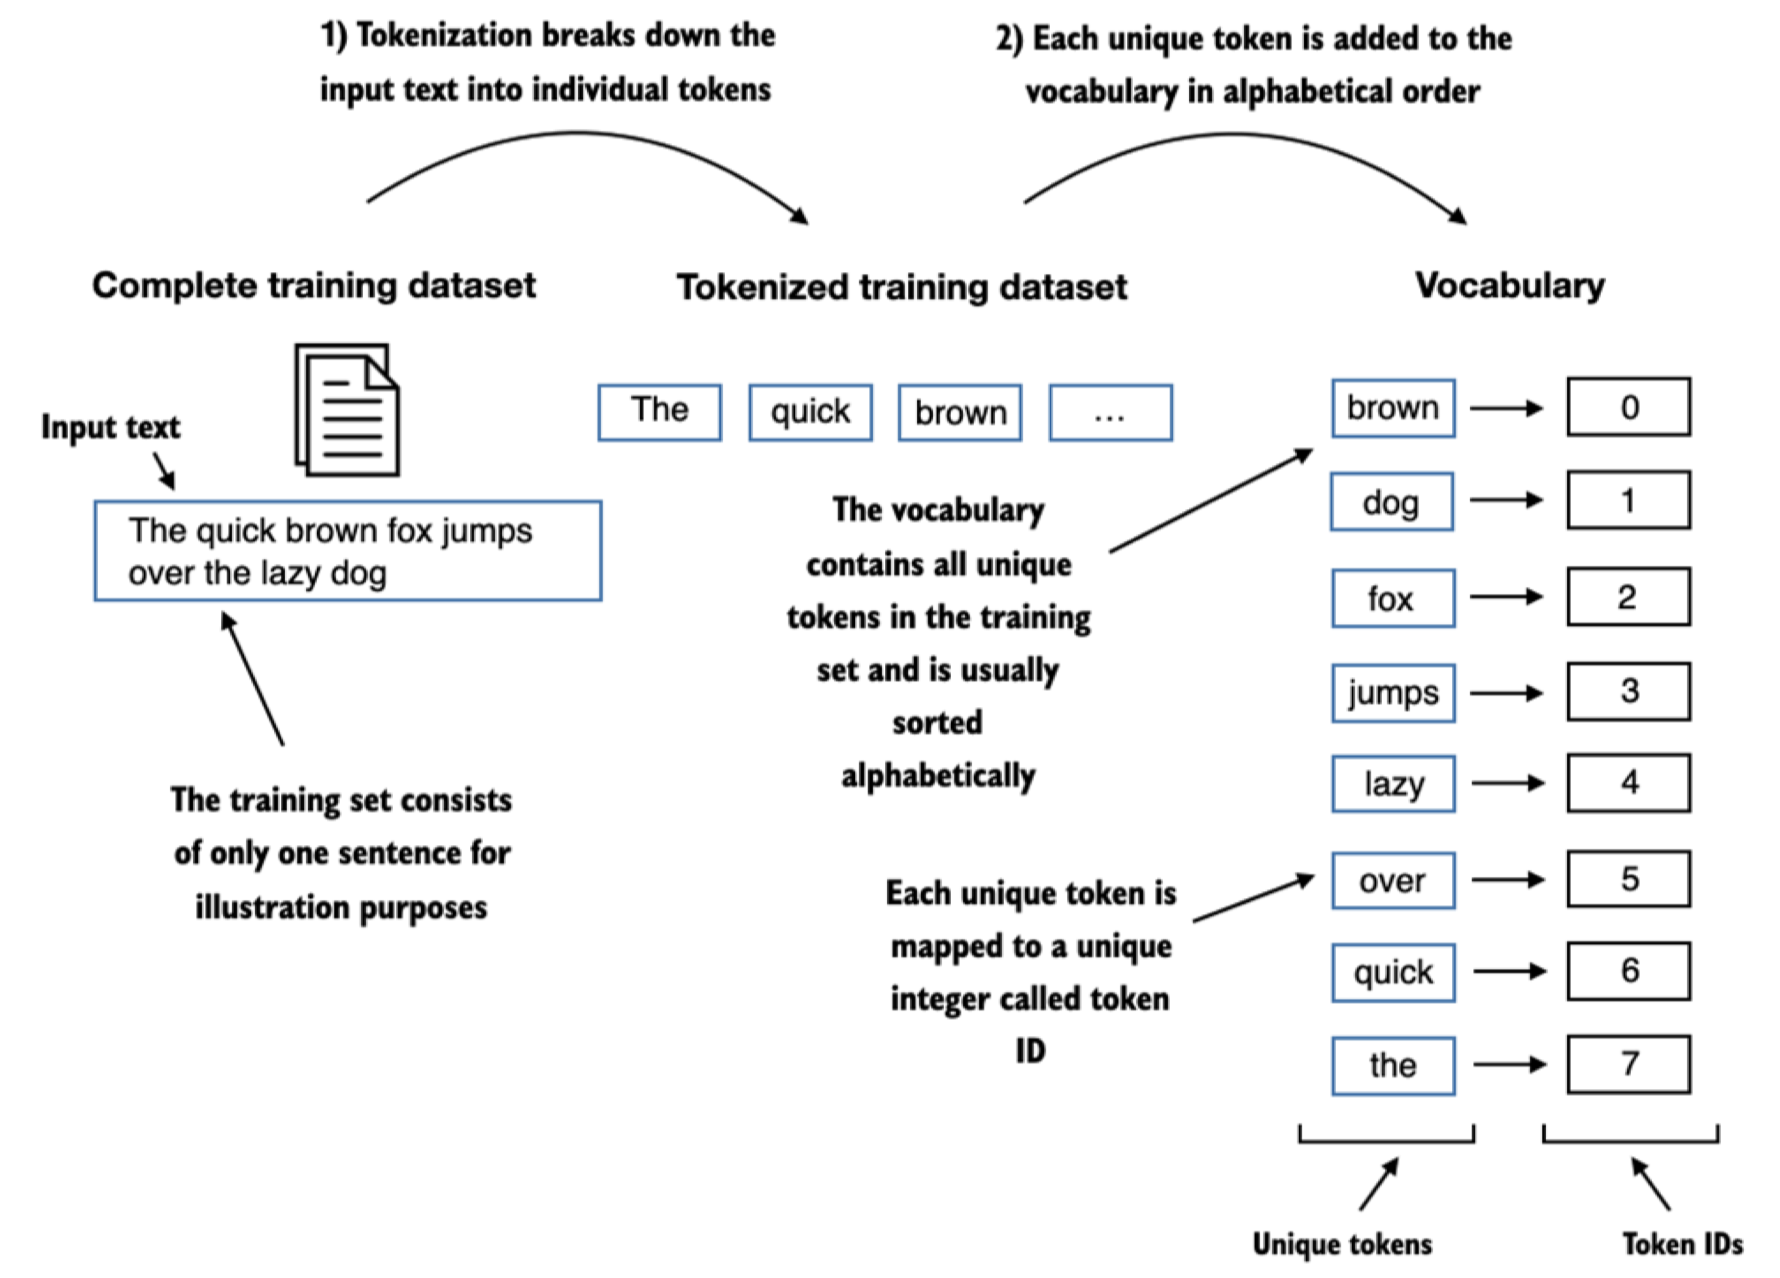 1) Tokenization breaks down the
input text into individual tokens
2) Each unique token is added to the
vocabulary in alphabetical order
Complete training dataset
Tokenized training dataset
Vocabulary
Input text
The quick brown fox jumps
over the lazy dog
The training set consists
of only one sentence for
illustration purposes
The quick brown ...
The vocabulary
contains all unique
tokens in the training
set and is usually
sorted
alphabetically
Each unique token is
mapped to a unique
integer called token
ID
brown 0
dog 1
fox 2
jumps 3
lazy 4
over 5
quick 6
the 7
Unique tokens
Token IDs